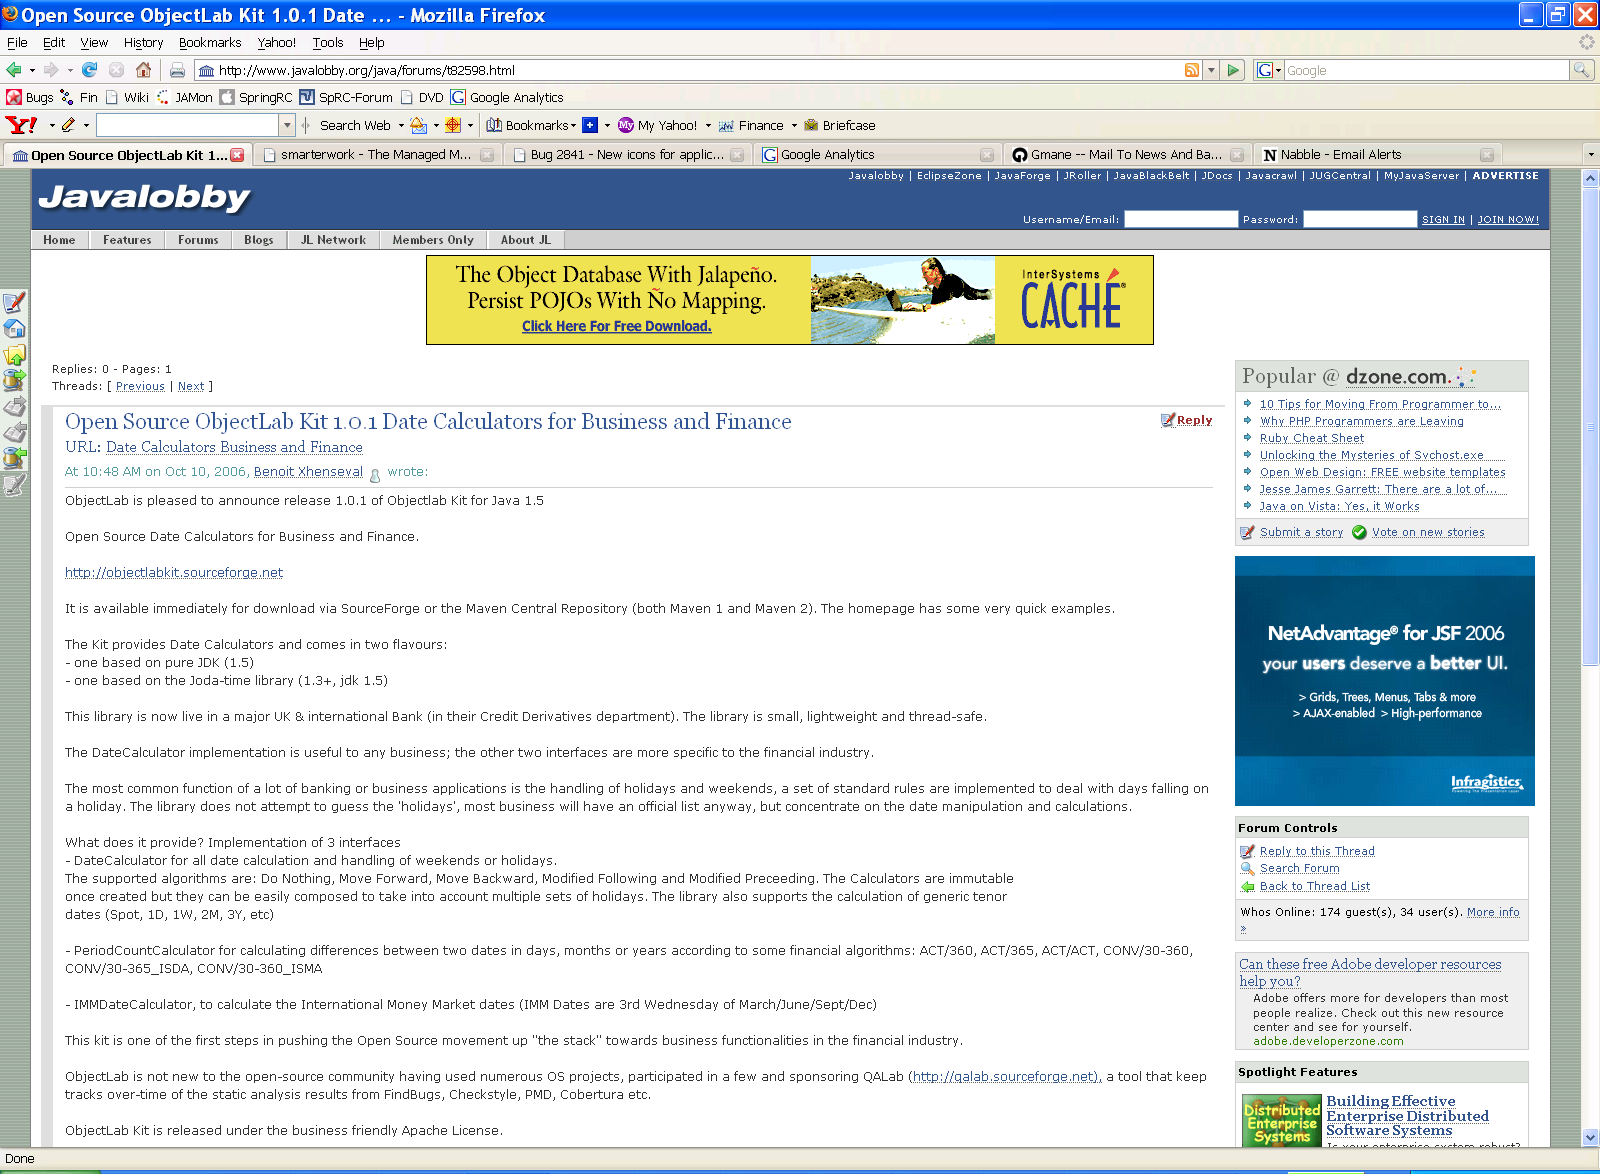 Open Source ObjectLab Kit 1.0.1 Date ... - Mozilla Firefox
File Edit View History Bookmarks Yahoo! Tools Help
http://www.javalobby.org/java/forums/t82598.html
G Google
Bugs Fin Wiki JAMon SpringRC SpRC-Forum DVD Google Analytics
Y! Search Web Bookmarks My Yahoo! Finance Briefcase
Open Source ObjectLab Kit 1... smarterwork - The Managed M... Bug 2841 - New icons for applic... Google Analytics Gmane -- Mail To News And Ba... Nabble - Email Alerts
Javalobby | EclipseZone | JavaForge | JRoller | JavaBlackBelt | JDocs | Javacrawl | JUGCentral | MyJavaServer | ADVERTISE
Javalobby
Username/Email: Password: SIGN IN | JOIN NOW!
Home Features Forums Blogs JL Network Members Only About JL
The Object Database With Jalapeño.
Persist POJOs With Ño Mapping.
Click Here For Free Download.
InterSystems
CACHÉ
Replies: 0 - Pages: 1
Threads: [ Previous | Next ]
Open Source ObjectLab Kit 1.0.1 Date Calculators for Business and Finance
Reply
URL: Date Calculators Business and Finance
At 10:48 AM on Oct 10, 2006, Benoit Xhenseval wrote:
ObjectLab is pleased to announce release 1.0.1 of Objectlab Kit for Java 1.5
Open Source Date Calculators for Business and Finance.
http://objectlabkit.sourceforge.net
It is available immediately for download via SourceForge or the Maven Central Repository (both Maven 1 and Maven 2). The homepage has some very quick examples.
The Kit provides Date Calculators and comes in two flavours:
- one based on pure JDK (1.5)
- one based on the Joda-time library (1.3+, jdk 1.5)
This library is now live in a major UK & international Bank (in their Credit Derivatives department). The library is small, lightweight and thread-safe.
The DateCalculator implementation is useful to any business; the other two interfaces are more specific to the financial industry.
The most common function of a lot of banking or business applications is the handling of holidays and weekends, a set of standard rules are implemented to deal with days falling on
a holiday. The library does not attempt to guess the 'holidays', most business will have an official list anyway, but concentrate on the date manipulation and calculations.
What does it provide? Implementation of 3 interfaces
- DateCalculator for all date calculation and handling of weekends or holidays.
The supported algorithms are: Do Nothing, Move Forward, Move Backward, Modified Following and Modified Preceeding. The Calculators are immutable
once created but they can be easily composed to take into account multiple sets of holidays. The library also supports the calculation of generic tenor
dates (Spot, 1D, 1W, 2M, 3Y, etc)
- PeriodCountCalculator for calculating differences between two dates in days, months or years according to some financial algorithms: ACT/360, ACT/365, ACT/ACT, CONV/30-360,
CONV/30-365_ISDA, CONV/30-360_ISMA
- IMMDateCalculator, to calculate the International Money Market dates (IMM Dates are 3rd Wednesday of March/June/Sept/Dec)
This kit is one of the first steps in pushing the Open Source movement up "the stack" towards business functionalities in the financial industry.
ObjectLab is not new to the open-source community having used numerous OS projects, participated in a few and sponsoring QALab (http://qalab.sourceforge.net), a tool that keep
tracks over-time of the static analysis results from FindBugs, Checkstyle, PMD, Cobertura etc.
ObjectLab Kit is released under the business friendly Apache License.
Popular @ dzone.com
10 Tips for Moving From Programmer to...
Why PHP Programmers are Leaving
Ruby Cheat Sheet
Unlocking the Mysteries of Svchost.exe
Open Web Design: FREE website templates
Jesse James Garrett: There are a lot of...
Java on Vista: Yes, it Works
Submit a story Vote on new stories
NetAdvantage® for JSF 2006
your users deserve a better UI.
> Grids, Trees, Menus, Tabs & more
> AJAX-enabled > High-performance
Infragistics
Forum Controls
Reply to this Thread
Search Forum
Back to Thread List
Whos Online: 174 guest(s), 34 user(s). More info
»
Can these free Adobe developer resources
help you?
Adobe offers more for developers than most
people realize. Check out this new resource
center and see for yourself.
adobe.developerzone.com
Spotlight Features
Distributed
Enterprise
Systems
Building Effective
Enterprise Distributed
Software Systems
Is your enterprise system robust?
Done